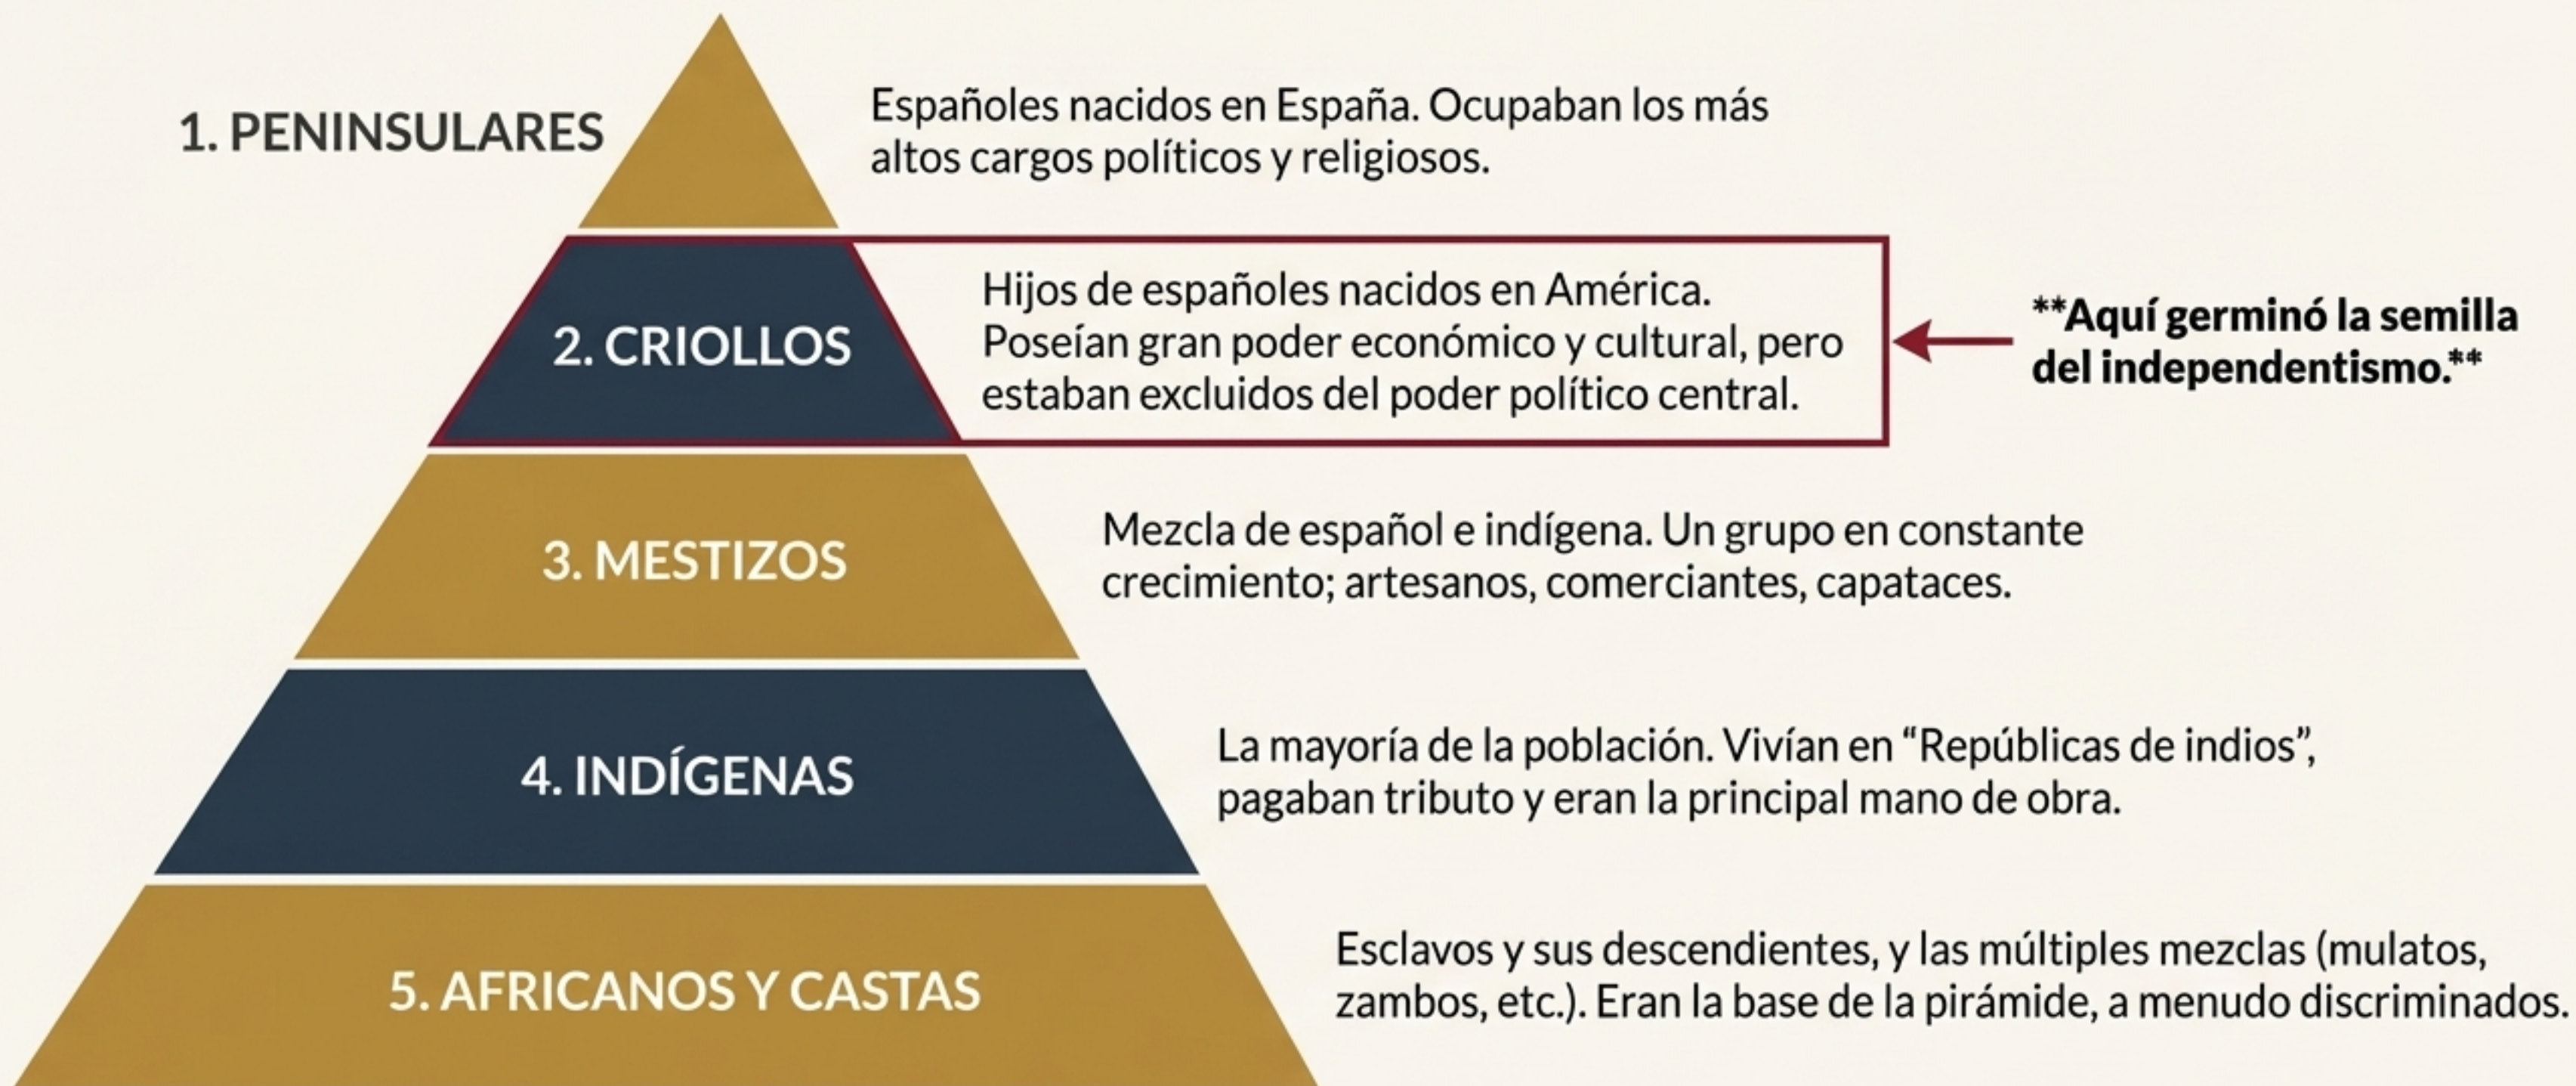 1. PENINSULARES
Españoles nacidos en España. Ocupaban los más
altos cargos políticos y religiosos.
2. CRIOLLOS
Hijos de españoles nacidos en América.
Poseían gran poder económico y cultural, pero
estaban excluidos del poder político central.
**Aquí germinó la semilla
del independentismo.**
3. MESTIZOS
Mezcla de español e indígena. Un grupo en constante
crecimiento; artesanos, comerciantes, capataces.
4. INDÍGENAS
La mayoría de la población. Vivían en “Repúblicas de indios”,
pagaban tributo y eran la principal mano de obra.
5. AFRICANOS Y CASTAS
Esclavos y sus descendientes, y las múltiples mezclas (mulatos,
zambos, etc.). Eran la base de la pirámide, a menudo discriminados.